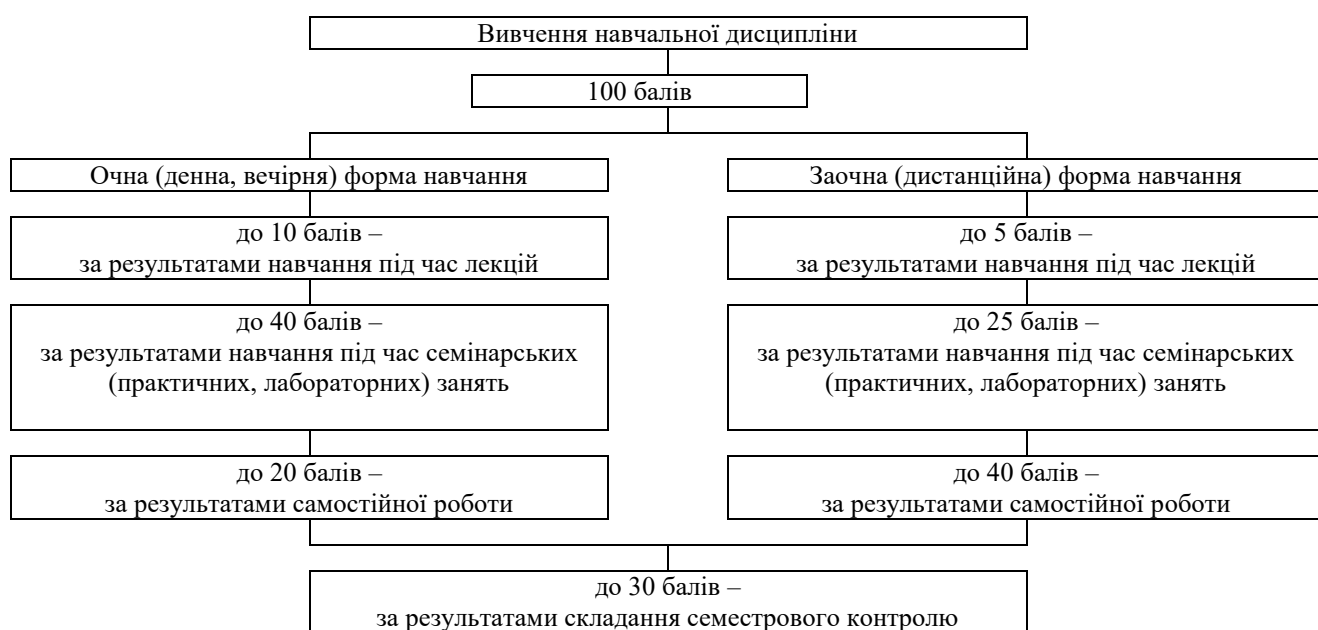 Вивчення навчальної дисципліни
100 балів
Очна (денна, вечірня) форма навчання
Заочна (дистанційна) форма навчання
до 10 балів –
за результатами навчання під час лекцій
до 5 балів –
за результатами навчання під час лекцій
до 40 балів –
за результатами навчання під час семінарських
(практичних, лабораторних) занять
до 25 балів –
за результатами навчання під час семінарських
(практичних, лабораторних) занять
до 20 балів –
за результатами самостійної роботи
до 40 балів –
за результатами самостійної роботи
до 30 балів –
за результатами складання семестрового контролю